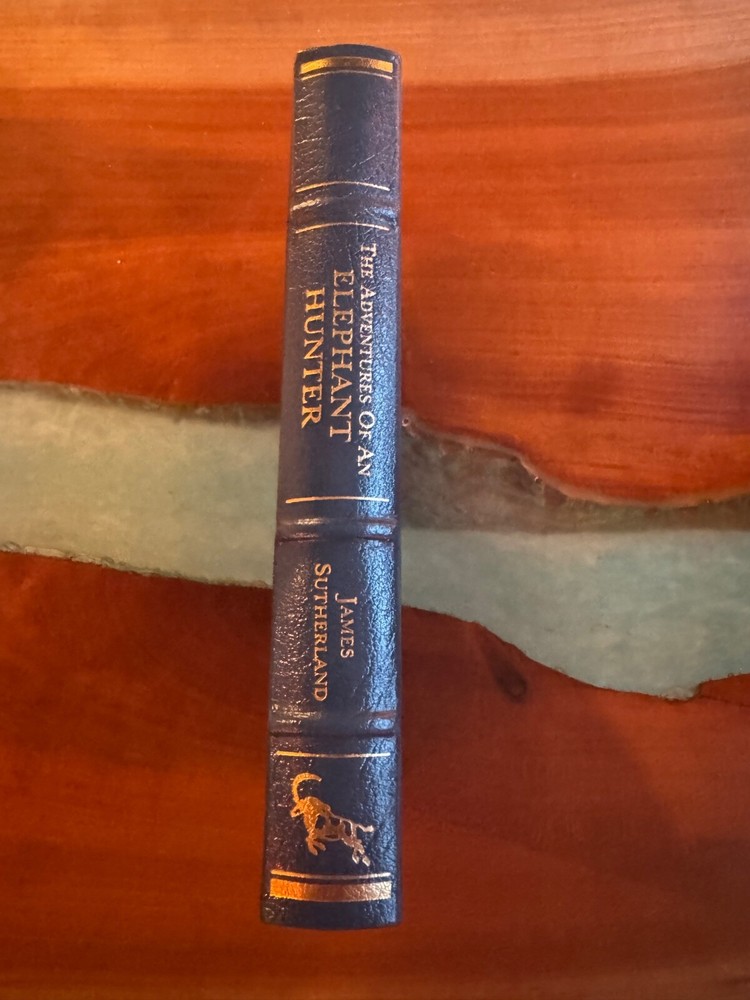 The Adventures Of An
ELEPHANT
HUNTER
James
Sutherland